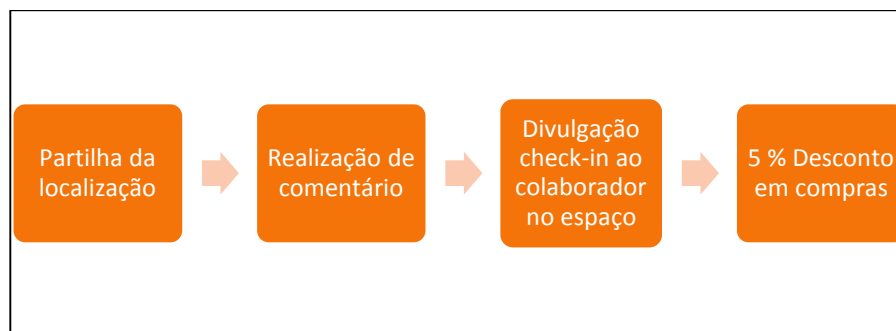 Partilha da
localização
Realização de
comentário
Divulgação
check-in ao
colaborador
no espaço
5 % Desconto
em compras